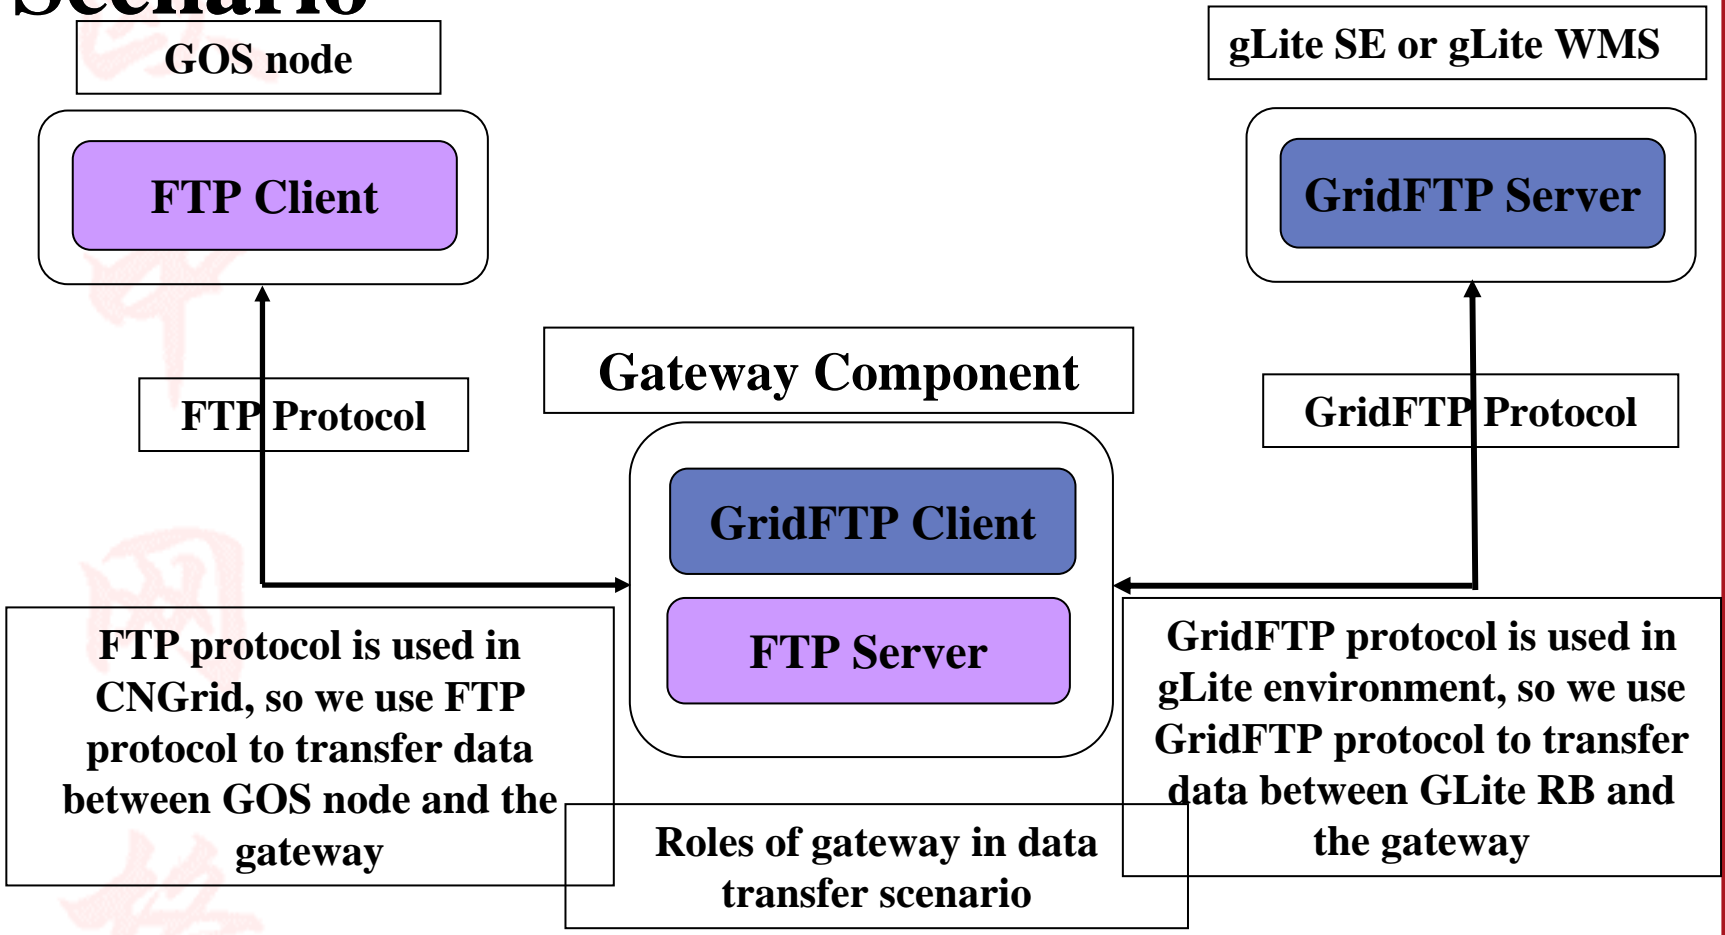 Scenario
GOS node
gLite SE or gLite WMS
FTP Client
GridFTP Server
Gateway Component
FTP Protocol
GridFTP Protocol
GridFTP Client
FTP Server
FTP protocol is used in
CNGrid, so we use FTP
protocol to transfer data
between GOS node and the
gateway
GridFTP protocol is used in
gLite environment, so we use
GridFTP protocol to transfer
data between GLite RB and
the gateway
Roles of gateway in data
transfer scenario
中
网